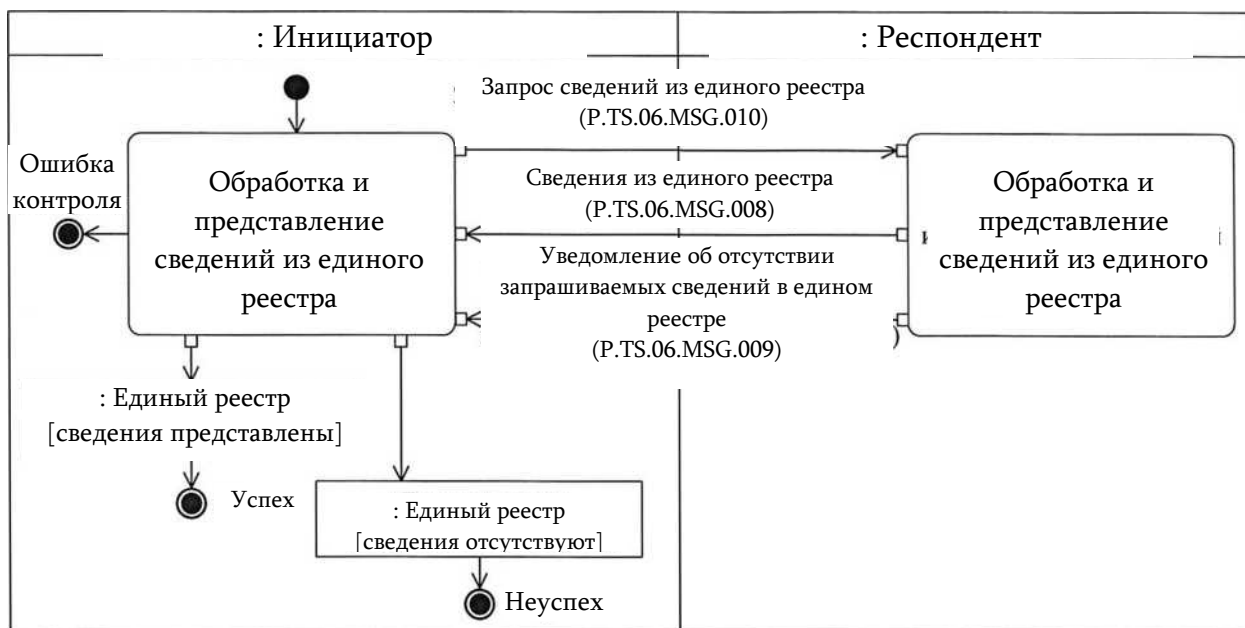 : Инициатор
: Респондент
Запрос сведений из единого реестра
(P.TS.06.MSG.010)
Ошибка
контроля
Обработка и
представление
сведений из единого
реестра
Сведения из единого реестра
(P.TS.06.MSG.008)
Уведомление об отсутствии
запрашиваемых сведений в едином
реестре
(P.TS.06.MSG.009)
Обработка и
представление
сведений из единого
реестра
: Единый реестр
[сведения представлены]
Успех
: Единый реестр
[сведения отсутствуют]
Неуспех